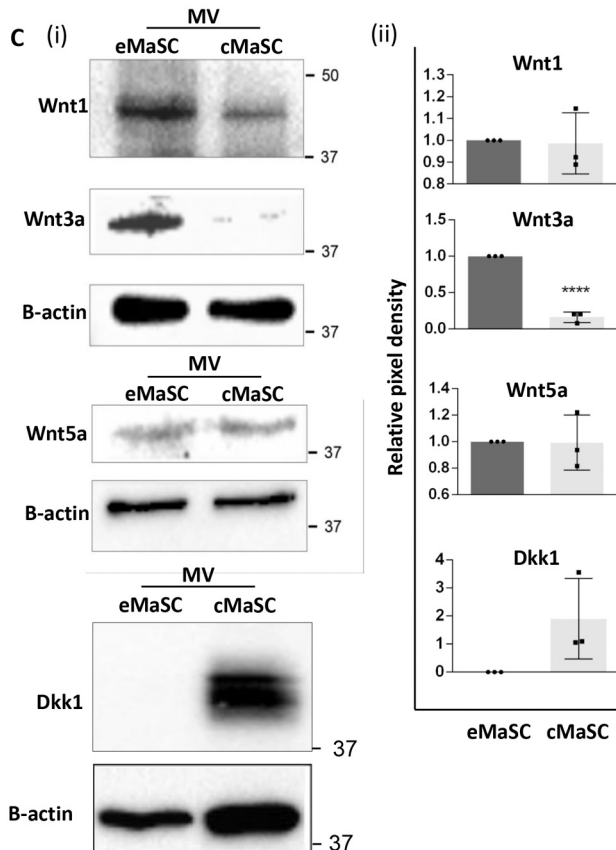 C (i)
MV
eMaSC cMaSC
Wnt1
50
37
Wnt3a
37
B-actin
37
MV
eMaSC cMaSC
Wnt5a
37
B-actin
37
MV
eMaSC cMaSC
Dkk1
37
B-actin
37
(ii)
Relative pixel density
Wnt1
1.3
1.2
1.1
1.0
0.9
0.8
Wnt3a
1.5
1.0
0.5
0.0
****
Wnt5a
1.4
1.2
1.0
0.8
0.6
Dkk1
4
3
2
1
0
eMaSC cMaSC